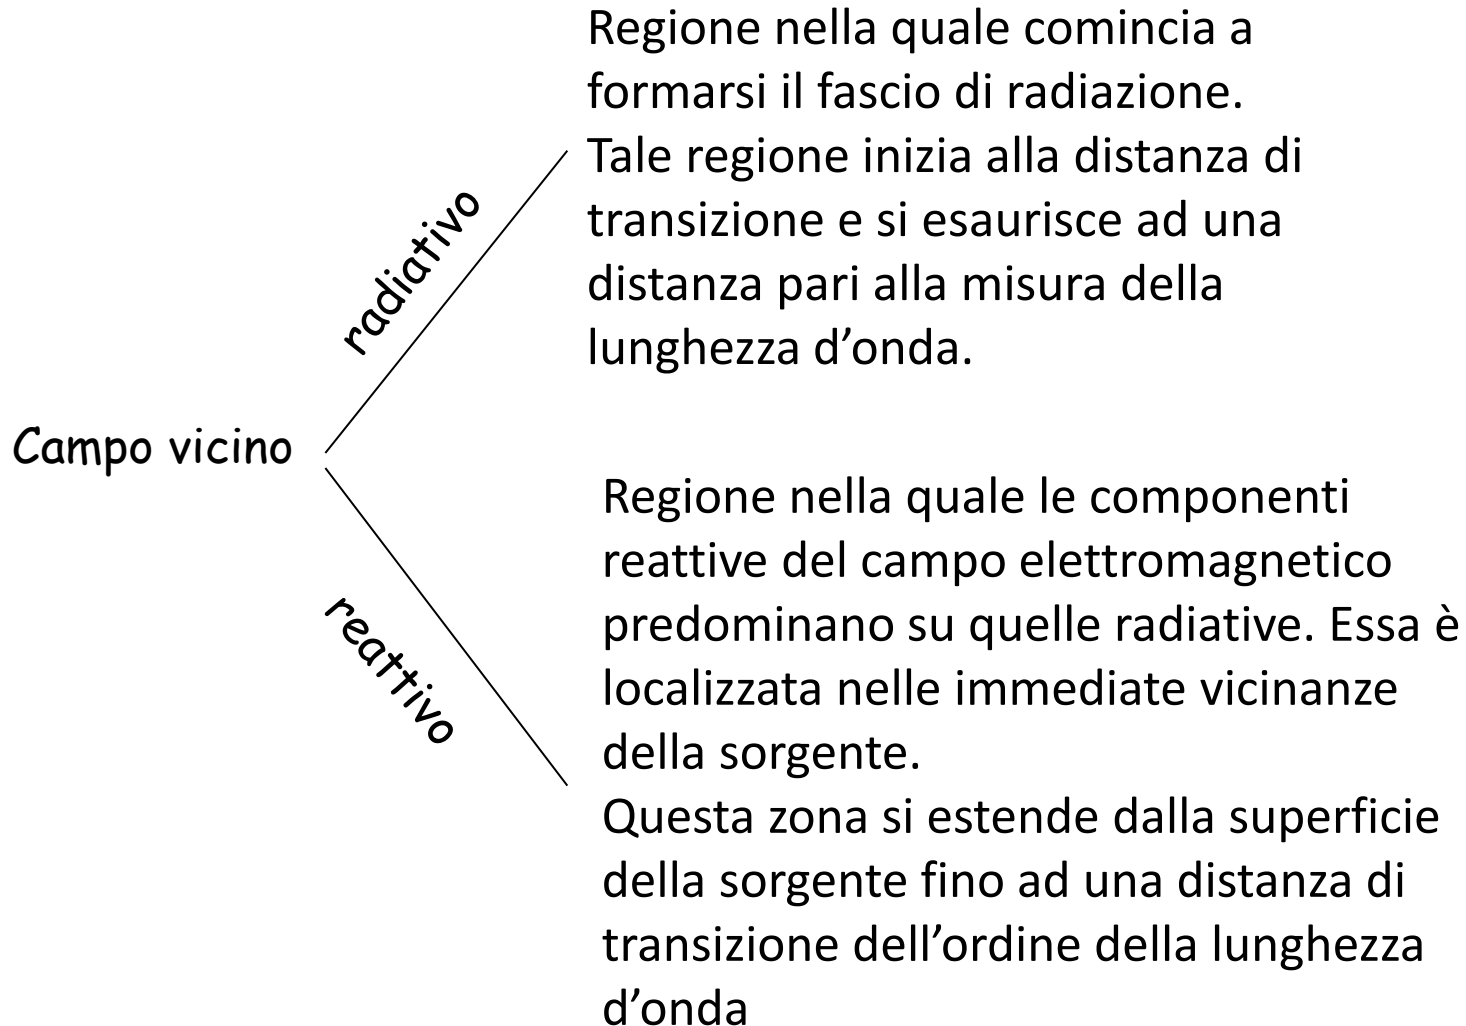 Regione nella quale comincia a
formarsi il fascio di radiazione.
Tale regione inizia alla distanza di
transizione e si esaurisce ad una
distanza pari alla misura della
lunghezza d’onda.
radiativo
Campo vicino
reattivo
Regione nella quale le componenti
reattive del campo elettromagnetico
predominano su quelle radiative. Essa è
localizzata nelle immediate vicinanze
della sorgente.
Questa zona si estende dalla superficie
della sorgente fino ad una distanza di
transizione dell’ordine della lunghezza
d’onda